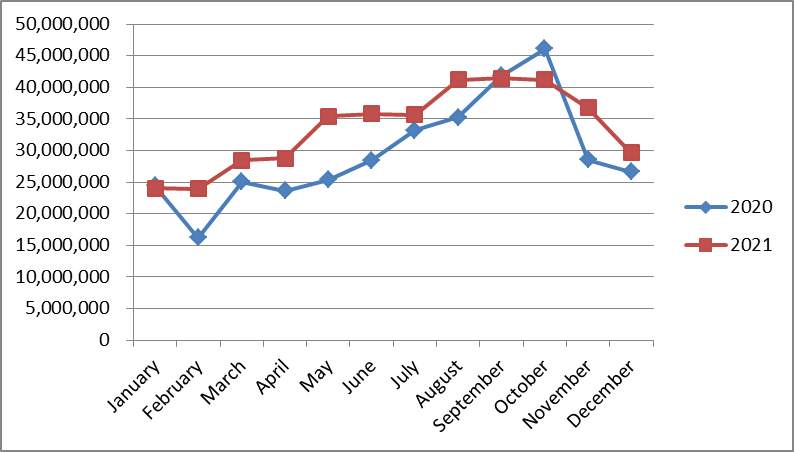 50,000,000
45,000,000
40,000,000
35,000,000
30,000,000
25,000,000
20,000,000
15,000,000
10,000,000
5,000,000
0
January
February
March
April
May
June
July
August
September
October
November
December
2020
2021